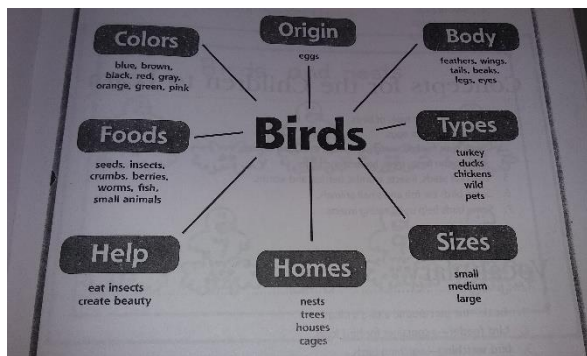 Colors
blue, brown,
black, red, gray,
orange, green, pink
Origin
eggs
Body
feathers, wings,
tails, beaks,
legs, eyes,
Foods
seeds, insects,
crumbs, berries,
worms, fish,
small animals
Birds
Types
turkey
ducks
chickens
wild
pets
Help
eat insects
create beauty
Homes
nests
trees
houses
cages
Sizes
small
medium
large